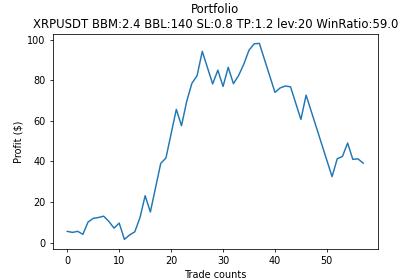 Portfolio
XRPUSDT BBM:2.4 BBL:140 SL:0.8 TP:1.2 lev:20 WinRatio:59.0
100
80
60
40
20
0
Profit ($)
0 10 20 30 40 50
Trade counts